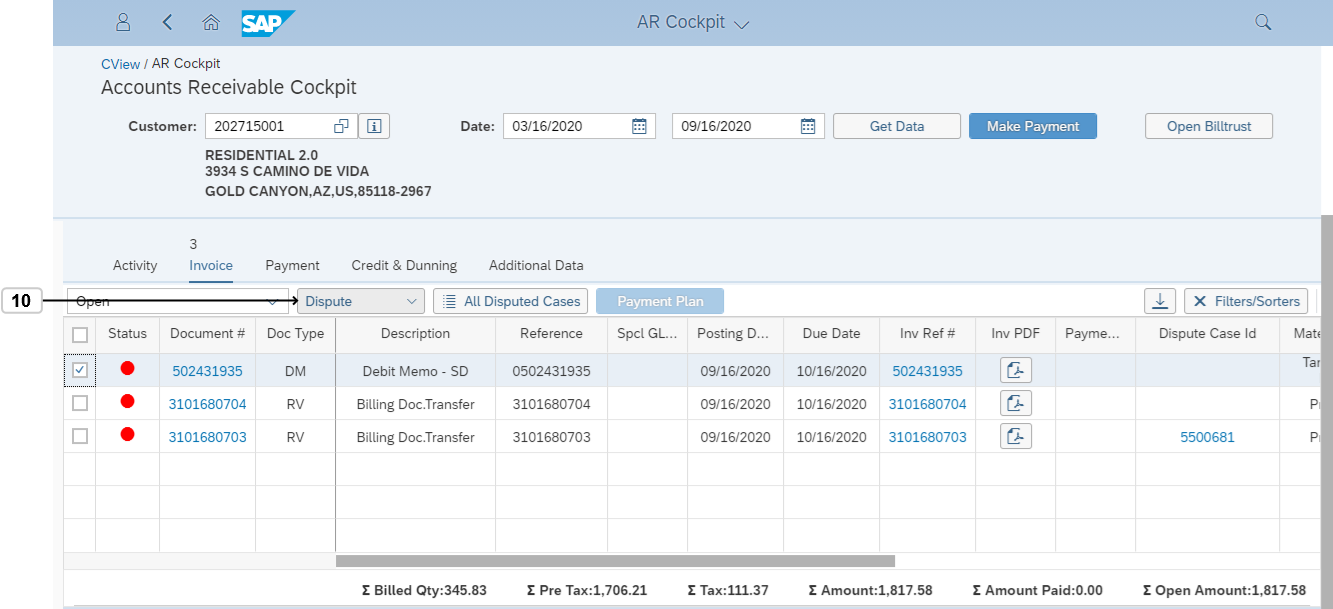 SAP
AR Cockpit
CView / AR Cockpit
Accounts Receivable Cockpit
Customer: 202715001 Date: 03/16/2020 09/16/2020 Get Data Make Payment Open Billtrust
RESIDENTIAL 2.0
3934 S CAMINO DE VIDA
GOLD CANYON,AZ,US,85118-2967
3
Activity Invoice Payment Credit & Dunning Additional Data
10 Open Dispute All Disputed Cases Payment Plan Filters/Sorters
Status Document # Doc Type Description Reference Spcl GL... Posting D... Due Date Inv Ref # Inv PDF Payme... Dispute Case Id Mate
502431935 DM Debit Memo - SD 0502431935 09/16/2020 10/16/2020 502431935 Tar
3101680704 RV Billing Doc.Transfer 3101680704 09/16/2020 10/16/2020 3101680704 P
3101680703 RV Billing Doc.Transfer 3101680703 09/16/2020 10/16/2020 3101680703 5500681 P
Σ Billed Qty:345.83 Σ Pre Tax:1,706.21 Σ Tax:111.37 Σ Amount:1,817.58 Σ Amount Paid:0.00 Σ Open Amount:1,817.58